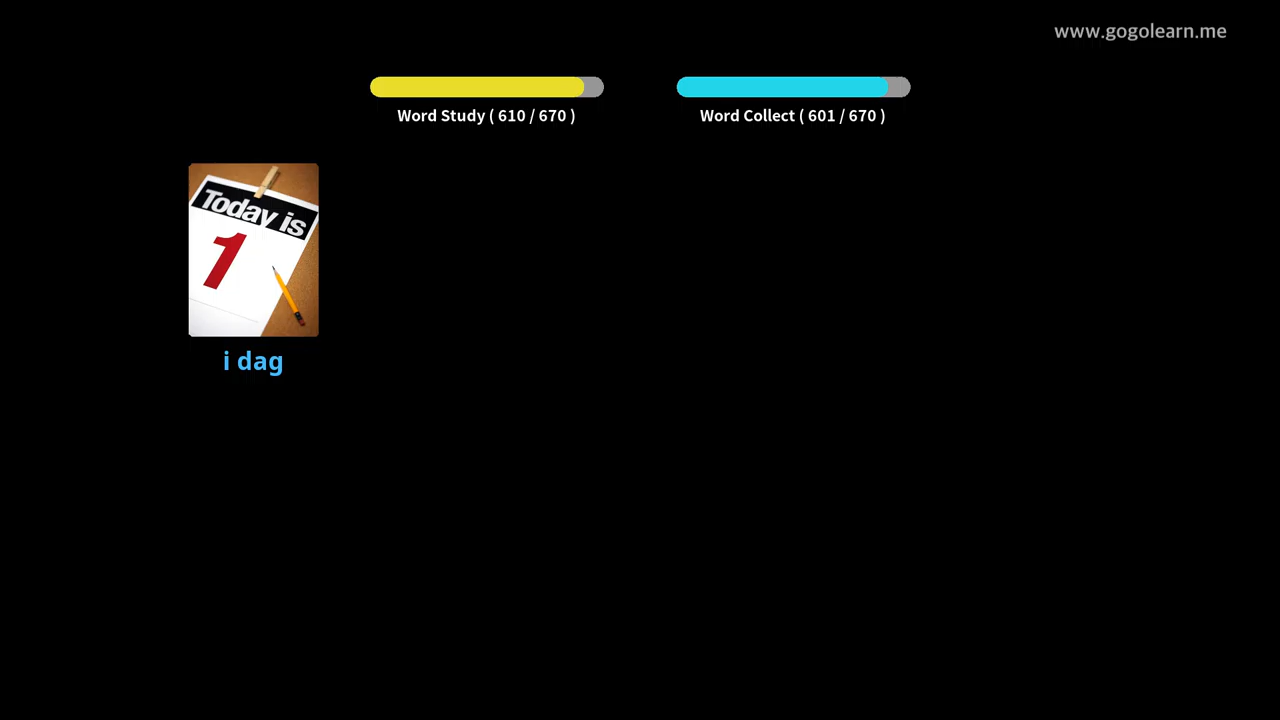 www.gogolearn.me
Word Study ( 610 / 670 )
Word Collect ( 601 / 670 )
Today is
1
i dag